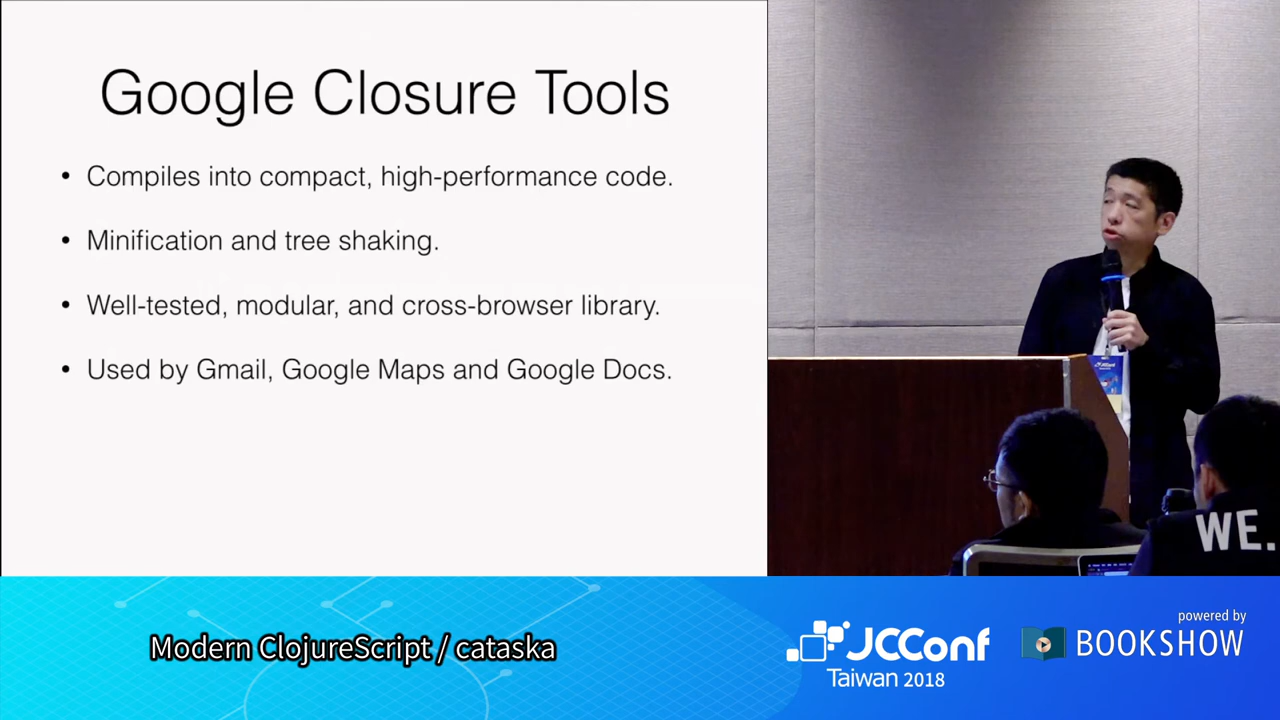 Google Closure Tools
• Compiles into compact, high-performance code.
• Minification and tree shaking.
• Well-tested, modular, and cross-browser library.
• Used by Gmail, Google Maps and Google Docs.
WE.
Modern ClojureScript / cataska
JCConf
Taiwan 2018
powered by
BOOKSHOW